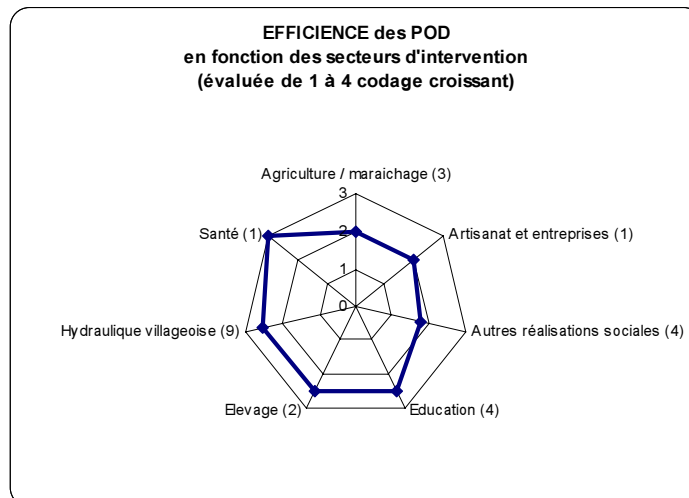 EFFICIENCE des POD
en fonction des secteurs d'intervention
(évaluée de 1 à 4 codage croissant)
Agriculture / maraichage (3)
3
Santé (1)
2
Artisanat et entreprises (1)
1
0
Hydraulique villageoise (9)
Autres réalisations sociales (4)
Elevage (2)
Education (4)